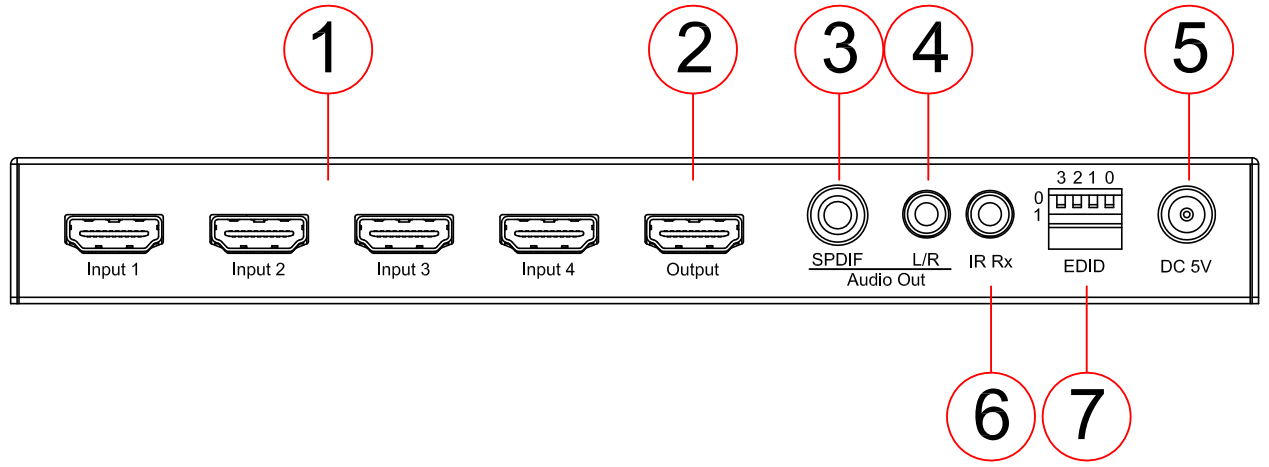 1 2 3 4 5
3 2 1 0
0
1
Input 1 Input 2 Input 3 Input 4 Output SPDIF L/R IR Rx EDID DC 5V
Audio Out
6 7